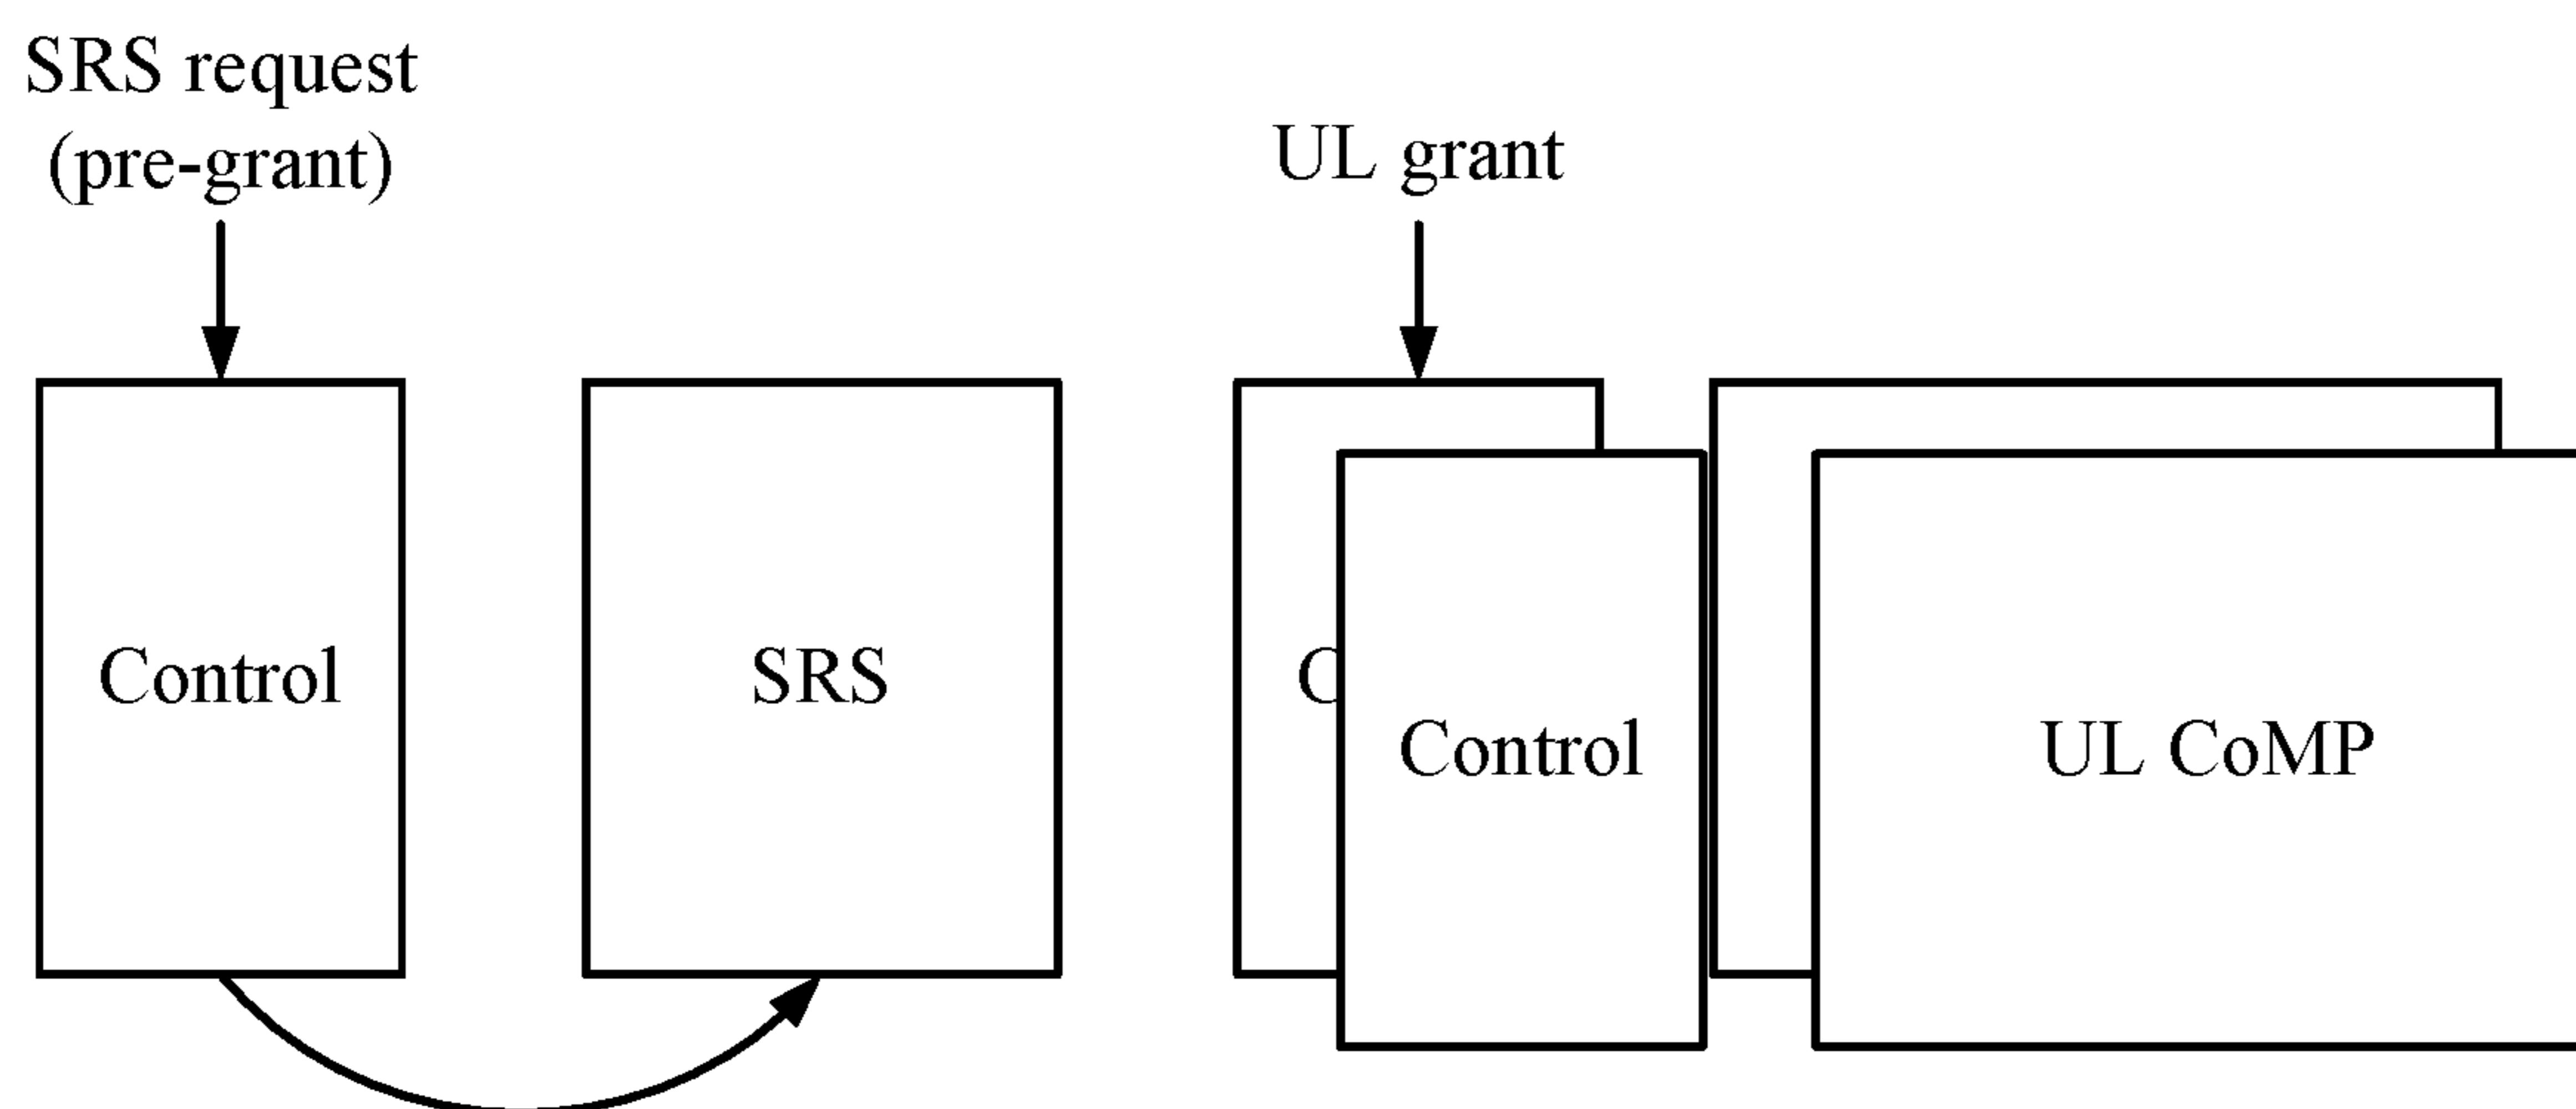 SRS request
(pre-grant)
UL grant
Control
SRS
C
Control
UL CoMP